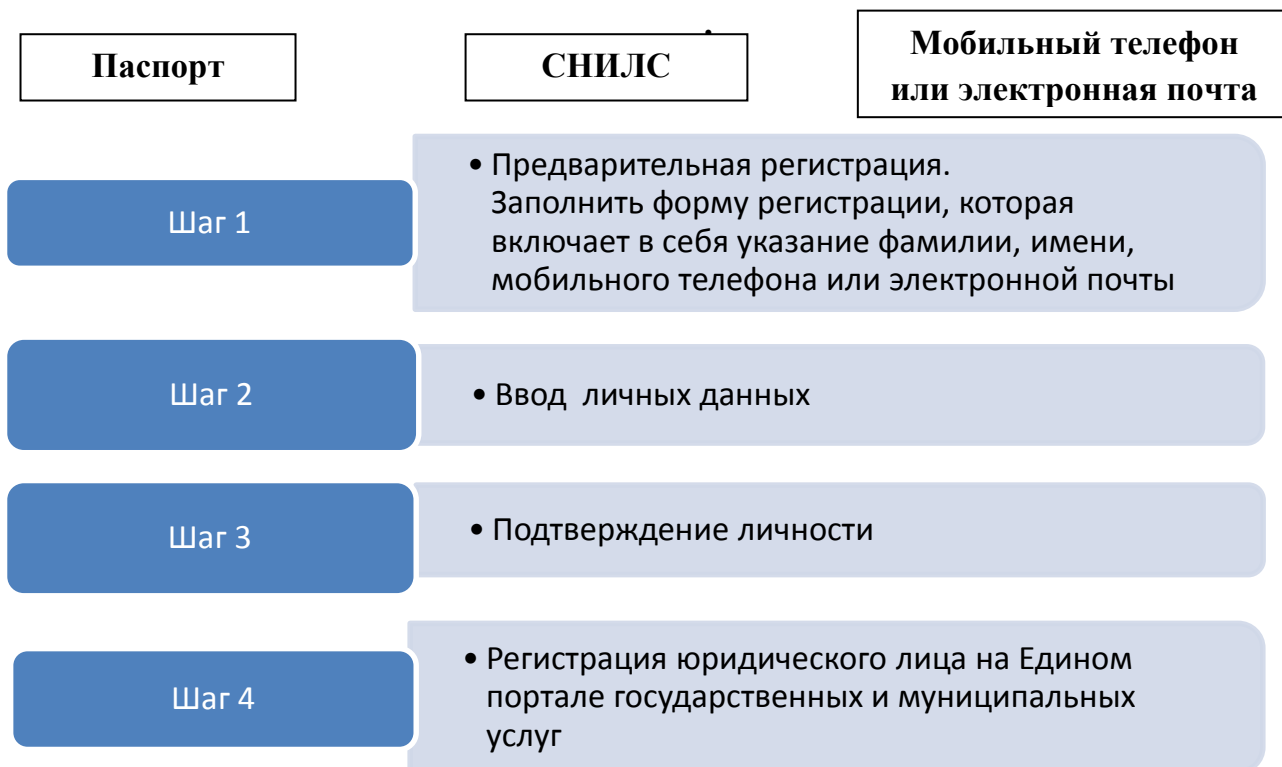 Паспорт
СНИЛС
Мобильный телефон
или электронная почта
Шаг 1
• Предварительная регистрация.
Заполнить форму регистрации, которая
включает в себя указание фамилии, имени,
мобильного телефона или электронной почты
Шаг 2
• Ввод личных данных
Шаг 3
• Подтверждение личности
Шаг 4
• Регистрация юридического лица на Едином
портале государственных и муниципальных
услуг